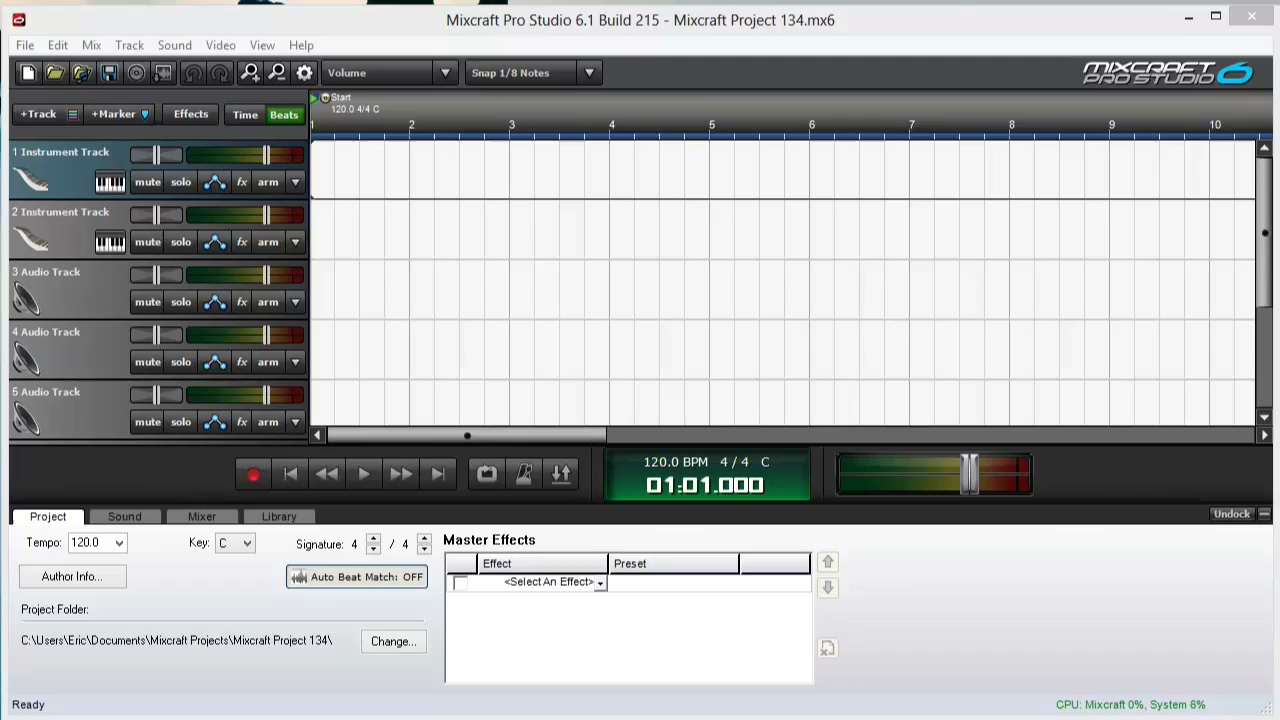 Mixcraft Pro Studio 6.1 Build 215 - Mixcraft Project 134.mx6
File Edit Mix Track Sound Video View Help
Volume Snap 1/8 Notes MIXCRAFT PRO STUDIO 6
+Track +Marker Effects Time Beats
Start
120.0 4/4 C
1 2 3 4 5 6 7 8 9 10
1 Instrument Track
mute solo fx arm
2 Instrument Track
mute solo fx arm
3 Audio Track
mute solo fx arm
4 Audio Track
mute solo fx arm
5 Audio Track
mute solo fx arm
120.0 BPM 4 / 4 C
01:01.000
Project Sound Mixer Library Undock
Tempo: 120.0 Key: C Signature: 4 / 4
Master Effects
Effect Preset
<Select An Effect>
Author Info... Auto Beat Match: OFF
Project Folder:
C:\Users\Eric\Documents\Mixcraft Projects\Mixcraft Project 134\ Change...
Ready CPU: Mixcraft 0%, System 6%